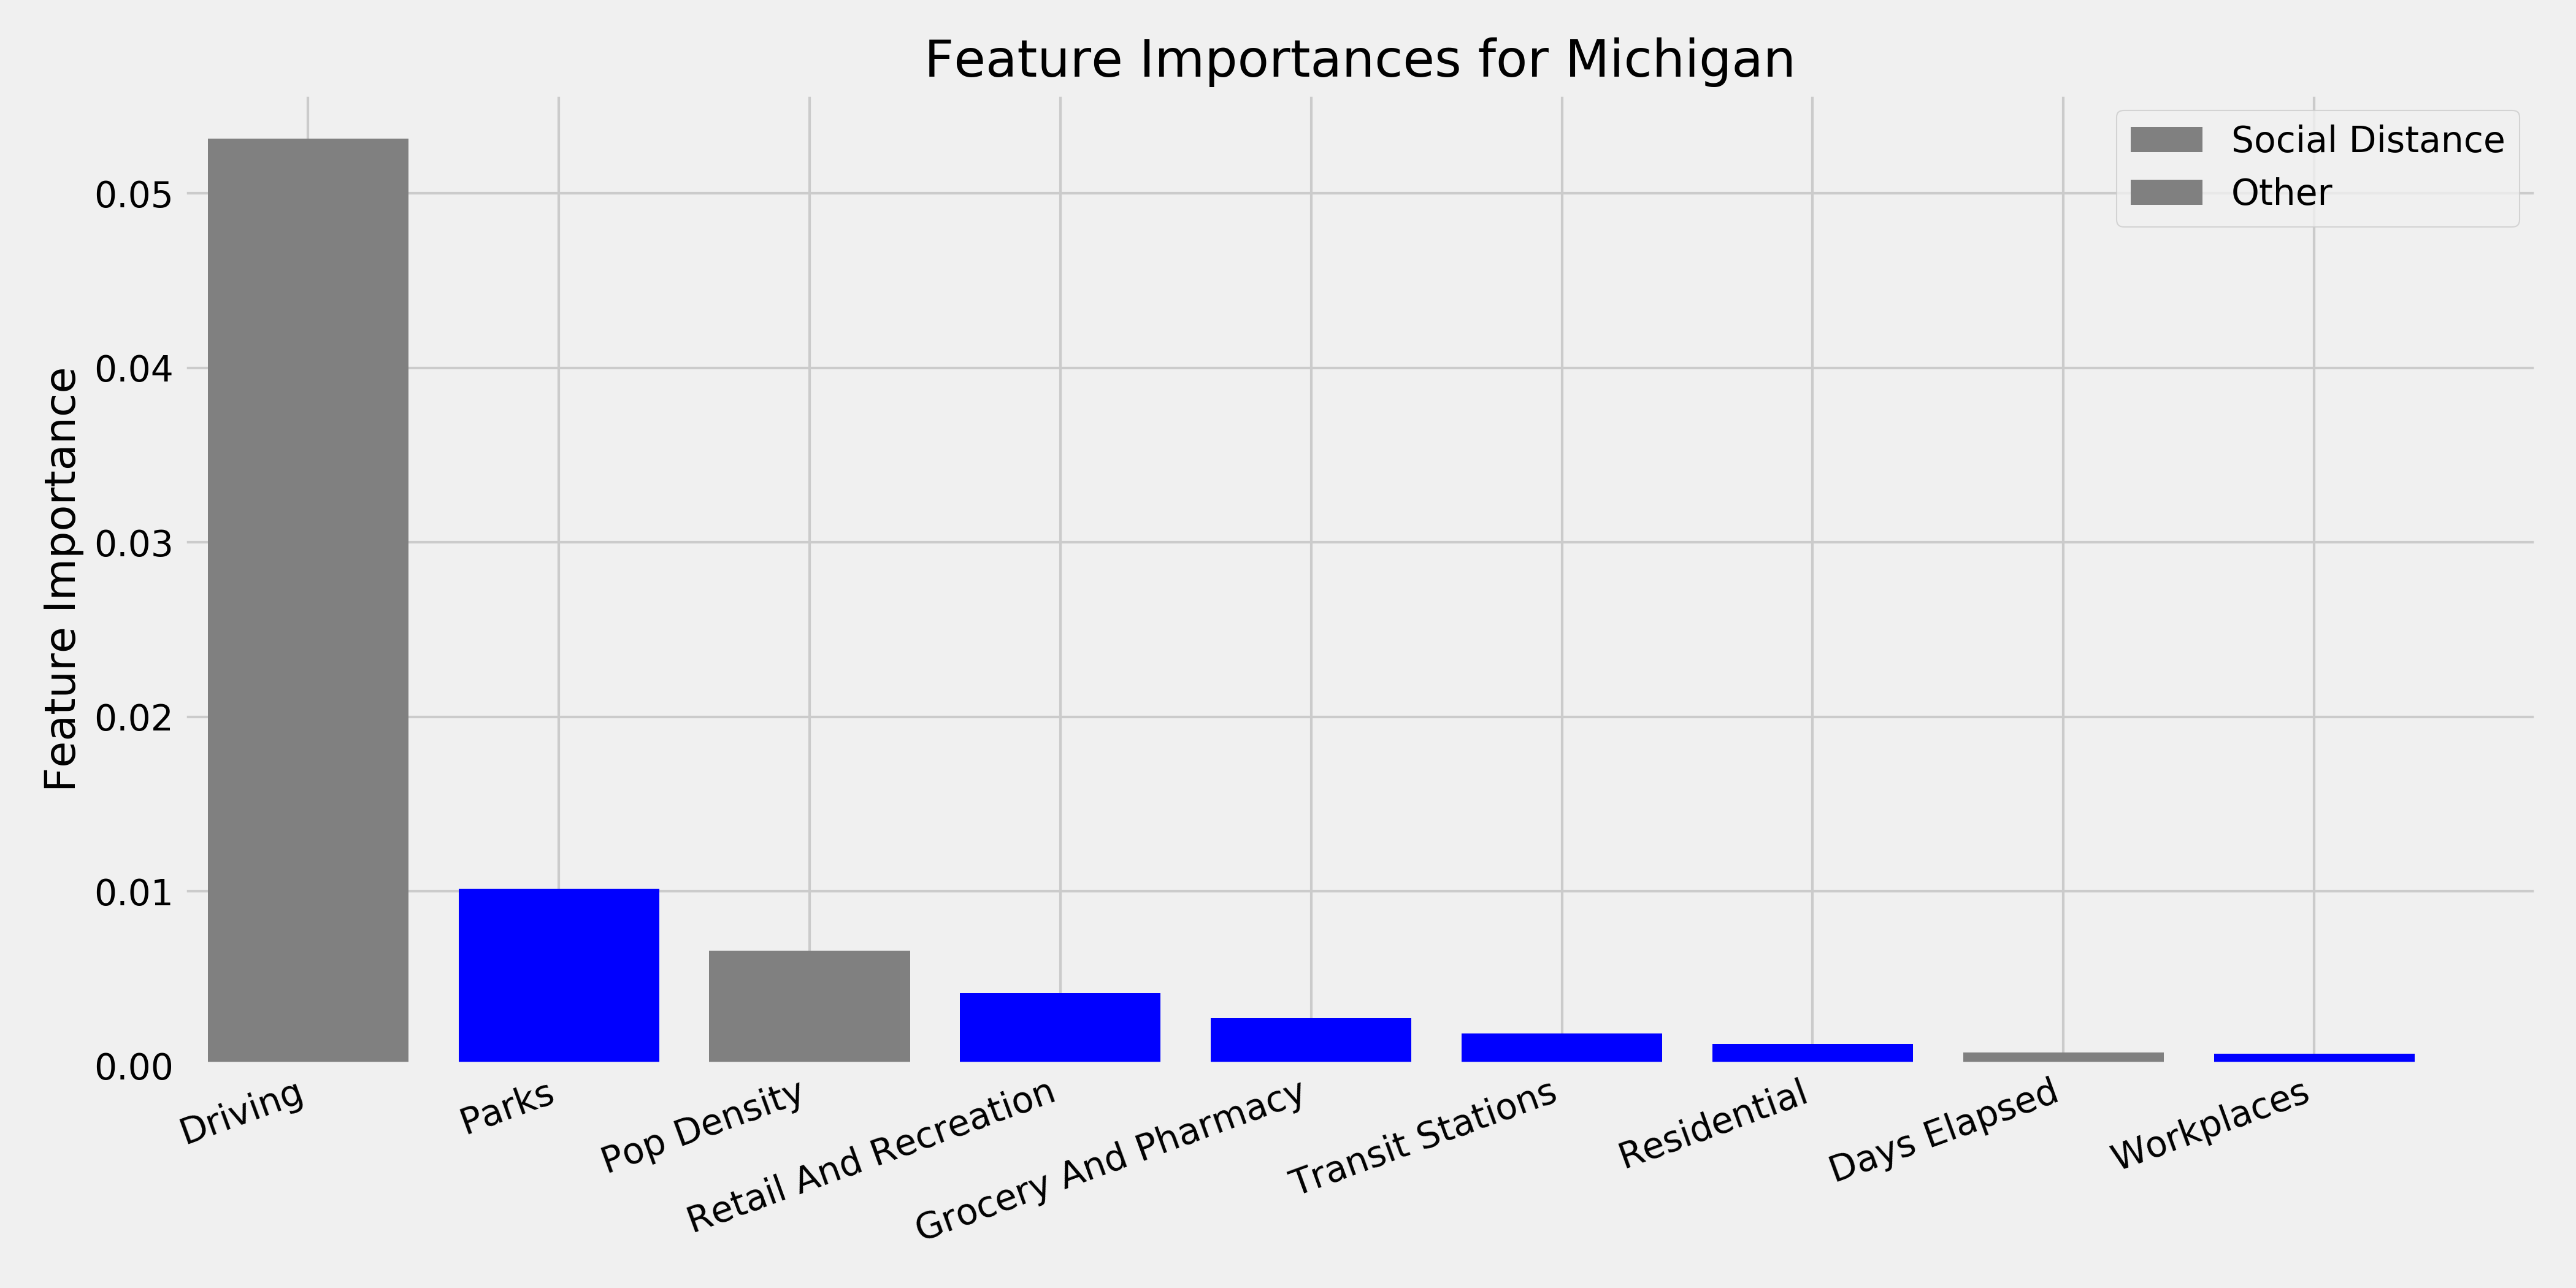 Feature Importances for Michigan
Social Distance
Other
Feature Importance
0.05
0.04
0.03
0.02
0.01
0.00
Driving
Parks
Pop Density
Retail And Recreation
Grocery And Pharmacy
Transit Stations
Residential
Days Elapsed
Workplaces